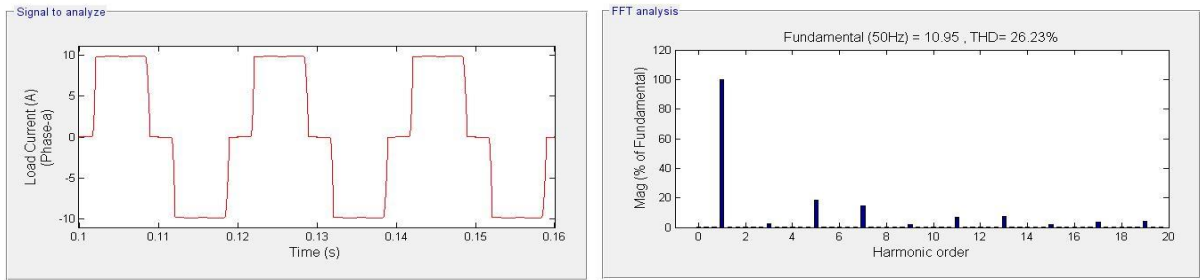 Signal to analyze
10
5
0
-5
-10
Load Current (A)
(Phase-a)
0.1 0.11 0.12 0.13 0.14 0.15 0.16
Time (s)
FFT analysis
Fundamental (50Hz) = 10.95 , THD= 26.23%
120
100
80
60
40
20
0
Mag (% of Fundamental)
0 2 4 6 8 10 12 14 16 18 20
Harmonic order